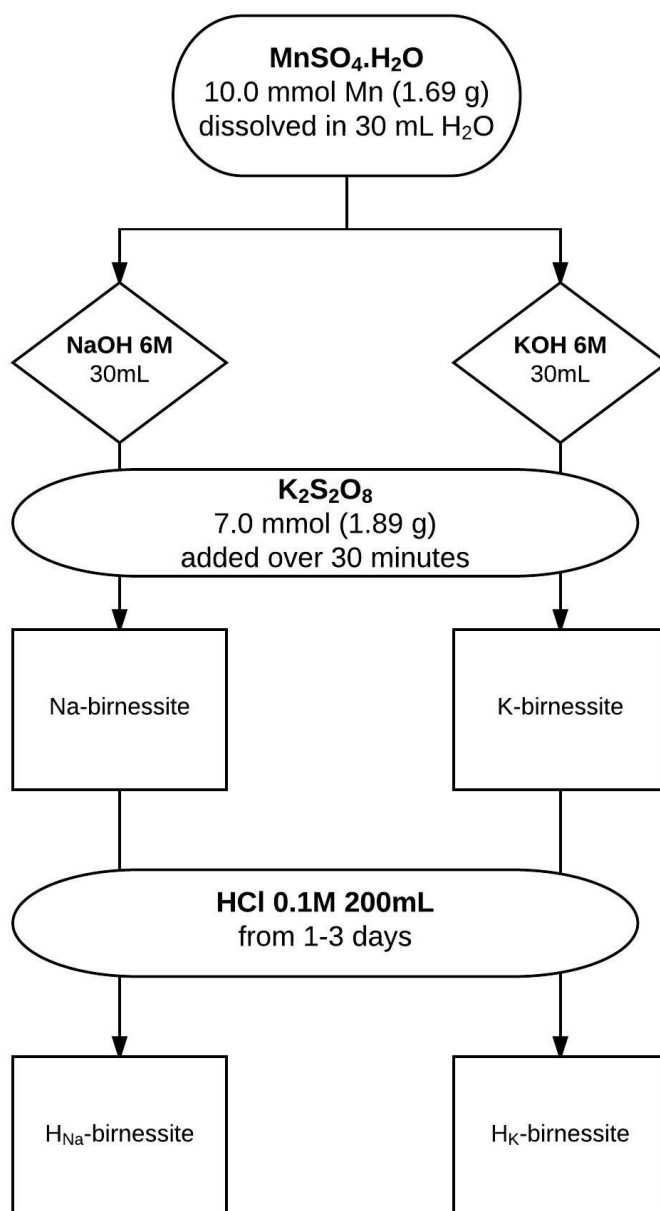 MnSO₄.H₂O
10.0 mmol Mn (1.69 g)
dissolved in 30 mL H₂O
NaOH 6M
30mL
KOH 6M
30mL
K₂S₂O₈
7.0 mmol (1.89 g)
added over 30 minutes
Na-birnessite
K-birnessite
HCl 0.1M 200mL
from 1-3 days
H_Na-birnessite
H_K-birnessite